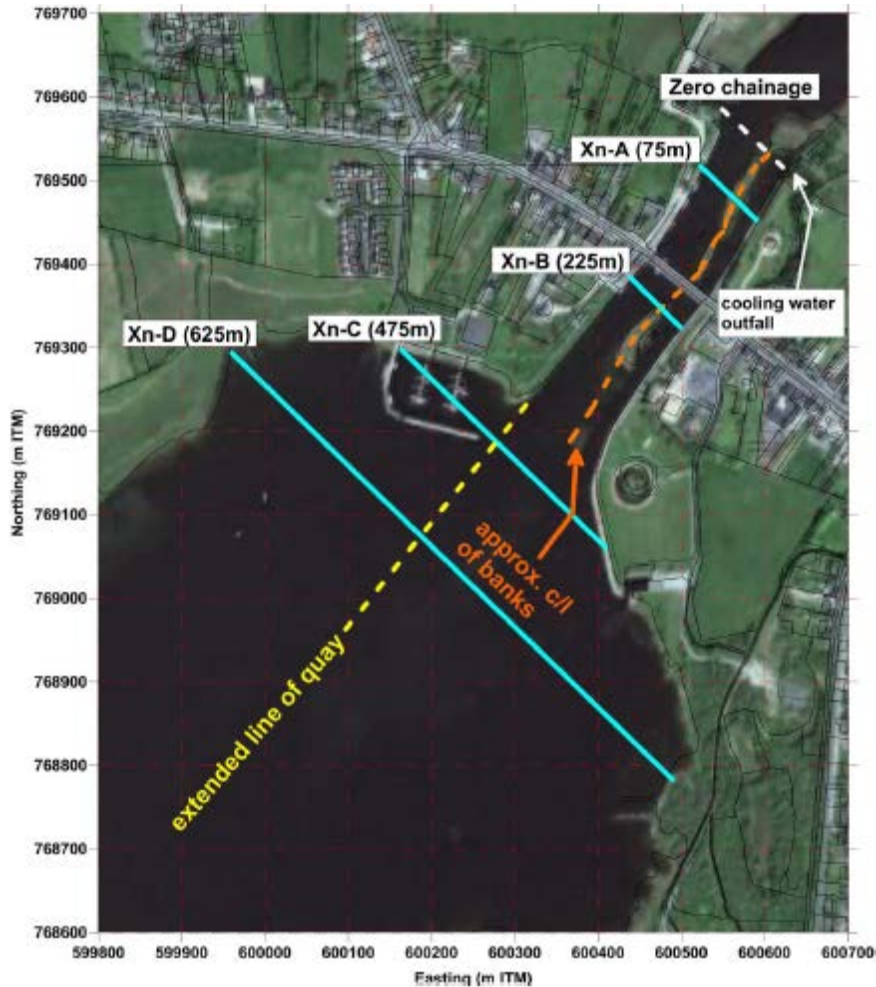 769700
769600
769500
769400
769300
769200
769100
769000
768900
768800
768700
768600
Northing (m ITM)
Zero chainage
Xn-A (75m)
Xn-B (225m)
cooling water
outfall
Xn-D (625m)
Xn-C (475m)
approx. c/l
of banks
extended line of quay
599800 599900 600000 600100 600200 600300 600400 600500 600600 600700
Easting (m ITM)